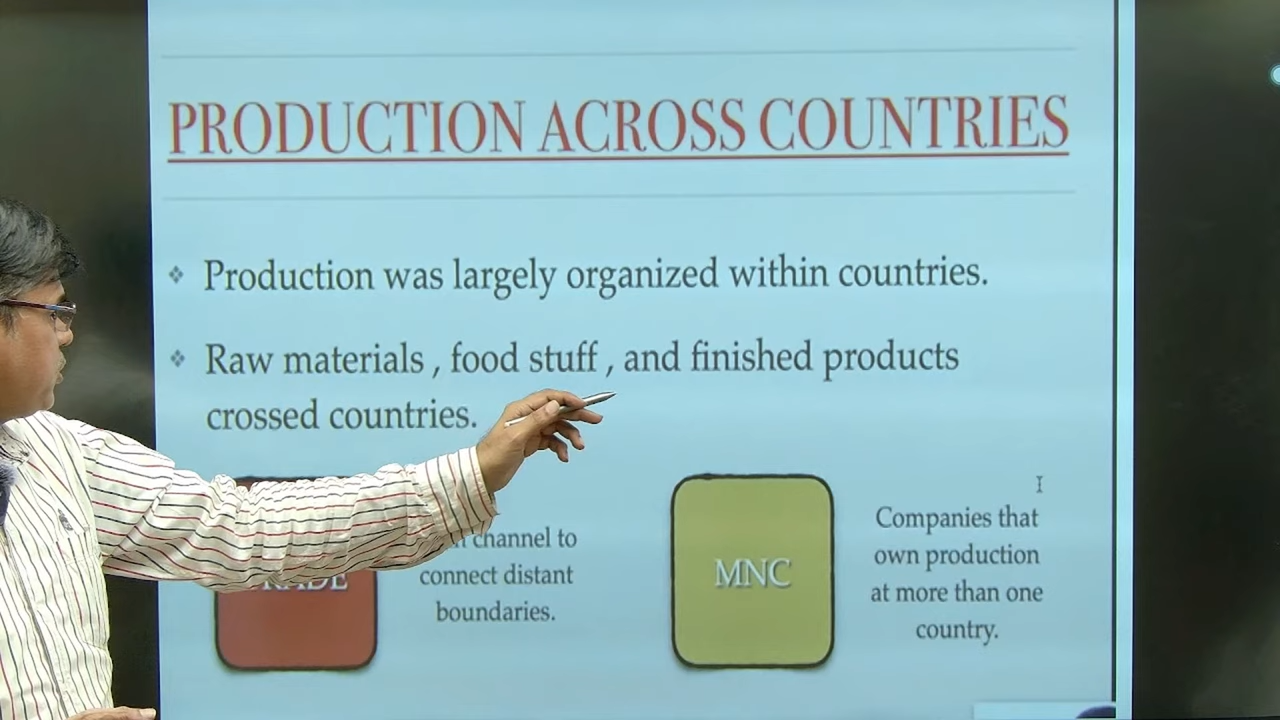 PRODUCTION ACROSS COUNTRIES
Production was largely organized within countries.
Raw materials , food stuff , and finished products
crossed countries.
channel to
connect distant
boundaries.
MNC
Companies that
own production
at more than one
country.